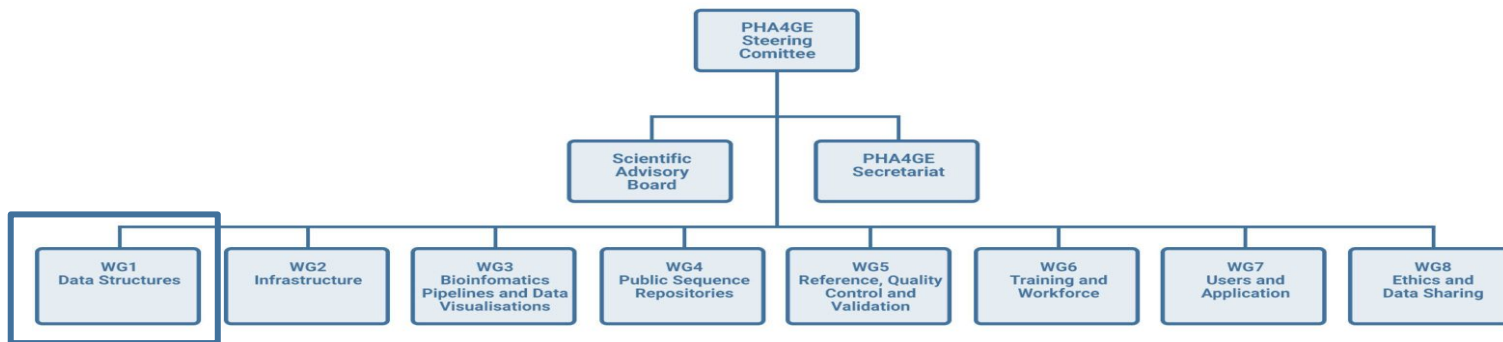 PHA4GE
Steering
Comittee
Scientific
Advisory
Board
PHA4GE
Secretariat
WG1
Data Structures
WG2
Infrastructure
WG3
Bioinfomatics
Pipelines and Data
Visualisations
WG4
Public Sequence
Repositories
WG5
Reference, Quality
Control and
Validation
WG6
Training and
Workforce
WG7
Users and
Application
WG8
Ethics and
Data Sharing